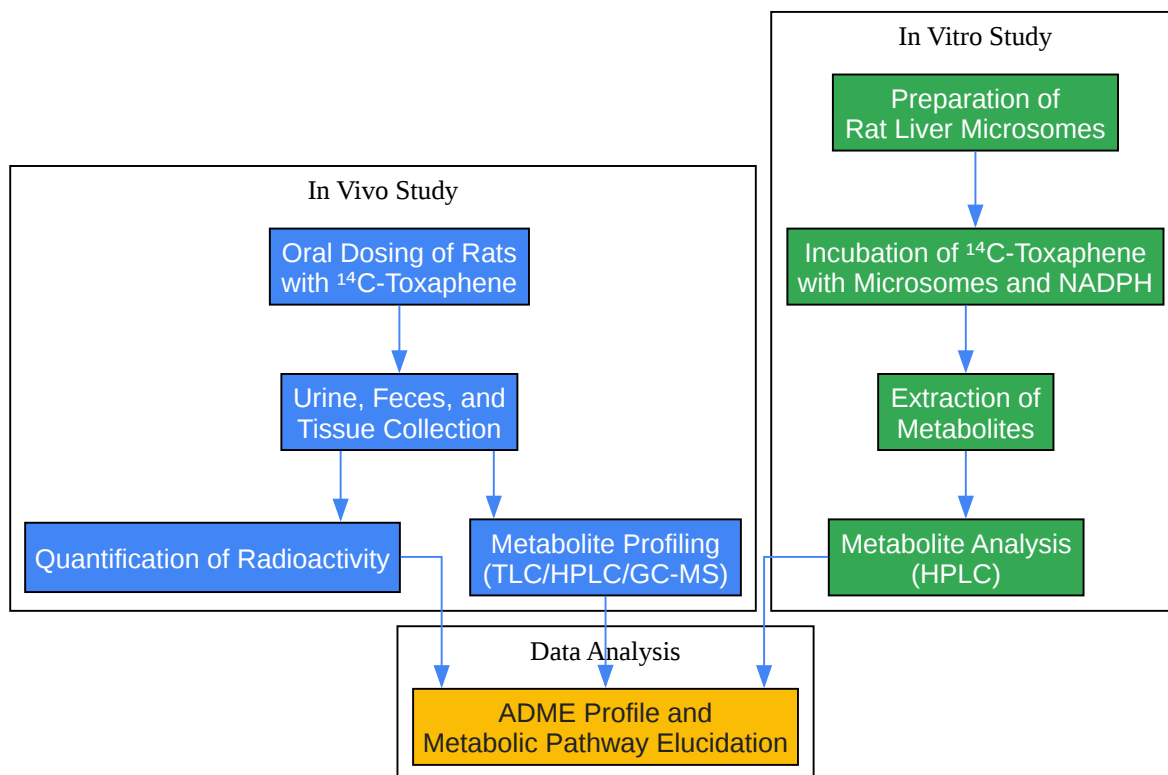 In Vivo Study
Oral Dosing of Rats
with ¹⁴C-Toxaphene
Urine, Feces, and
Tissue Collection
Quantification of Radioactivity
Metabolite Profiling
(TLC/HPLC/GC-MS)
In Vitro Study
Preparation of
Rat Liver Microsomes
Incubation of ¹⁴C-Toxaphene
with Microsomes and NADPH
Extraction of
Metabolites
Metabolite Analysis
(HPLC)
Data Analysis
ADME Profile and
Metabolic Pathway Elucidation